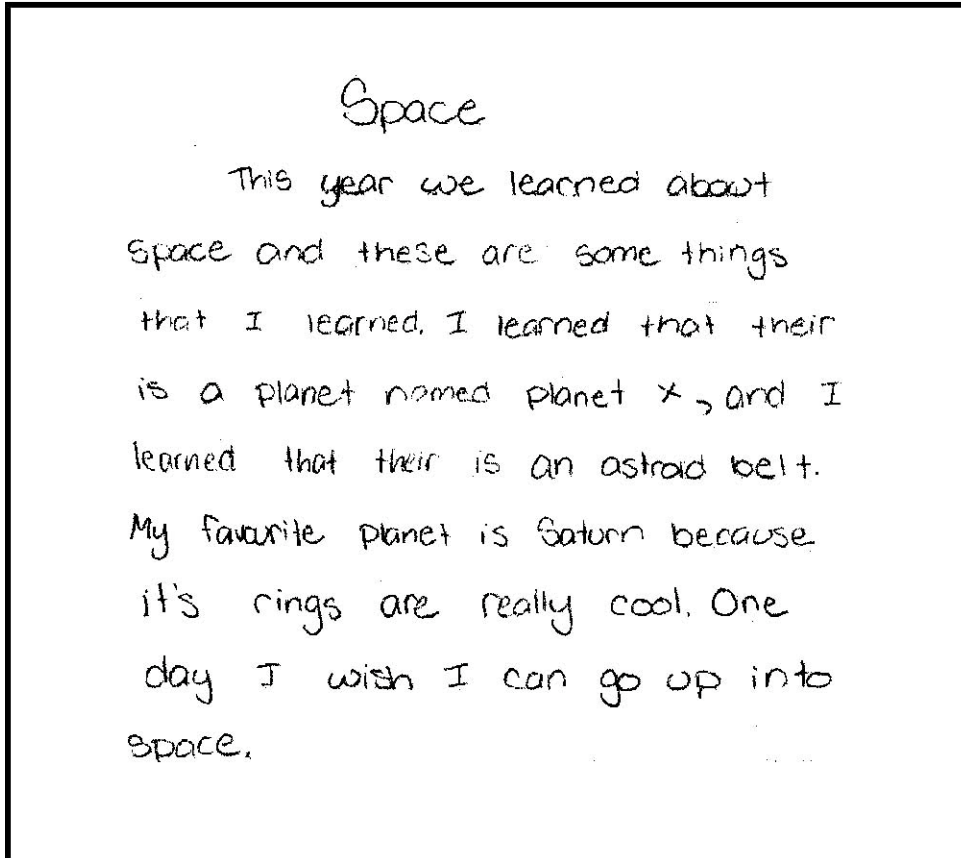 Space
This year we learned about
space and these are some things
that I learned. I learned that their
is a planet named planet x, and I
learned that their is an astroid belt.
My favourite planet is Saturn because
it's rings are really cool. One
day I wish I can go up into
space.